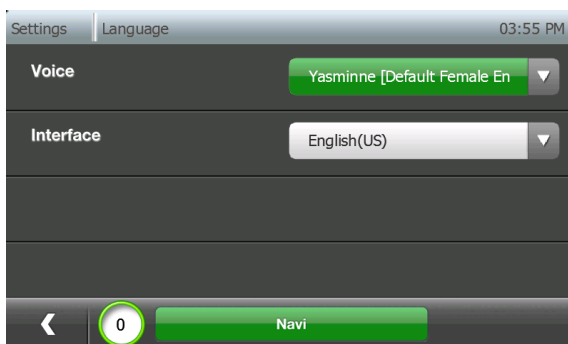 Settings Language 03:55 PM
Voice Yasminne [Default Female En
Interface English(US)
0 Navi